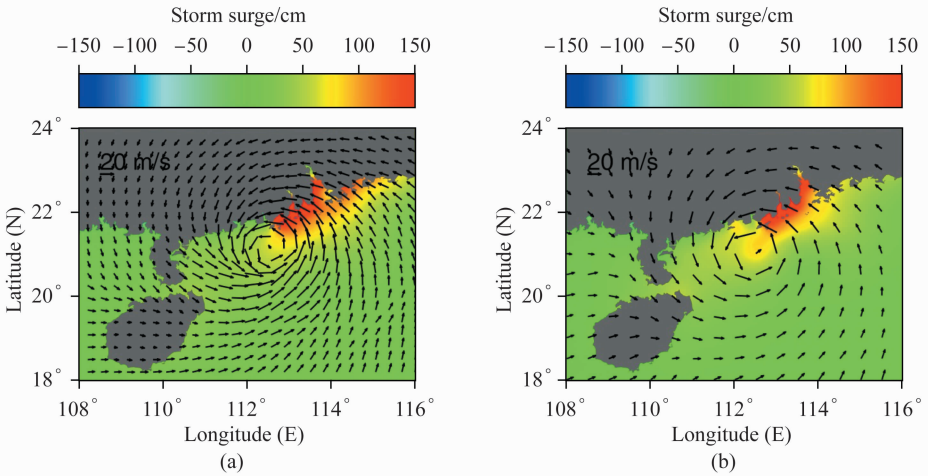 Storm surge/cm
−150 −100 −50 0 50 100 150
24°
22°
20°
18°
Latitude (N)
20 m/s
108° 110° 112° 114° 116°
Longitude (E)
(a)
Storm surge/cm
−150 −100 −50 0 50 100 150
24°
22°
20°
18°
Latitude (N)
20 m/s
108° 110° 112° 114° 116°
Longitude (E)
(b)